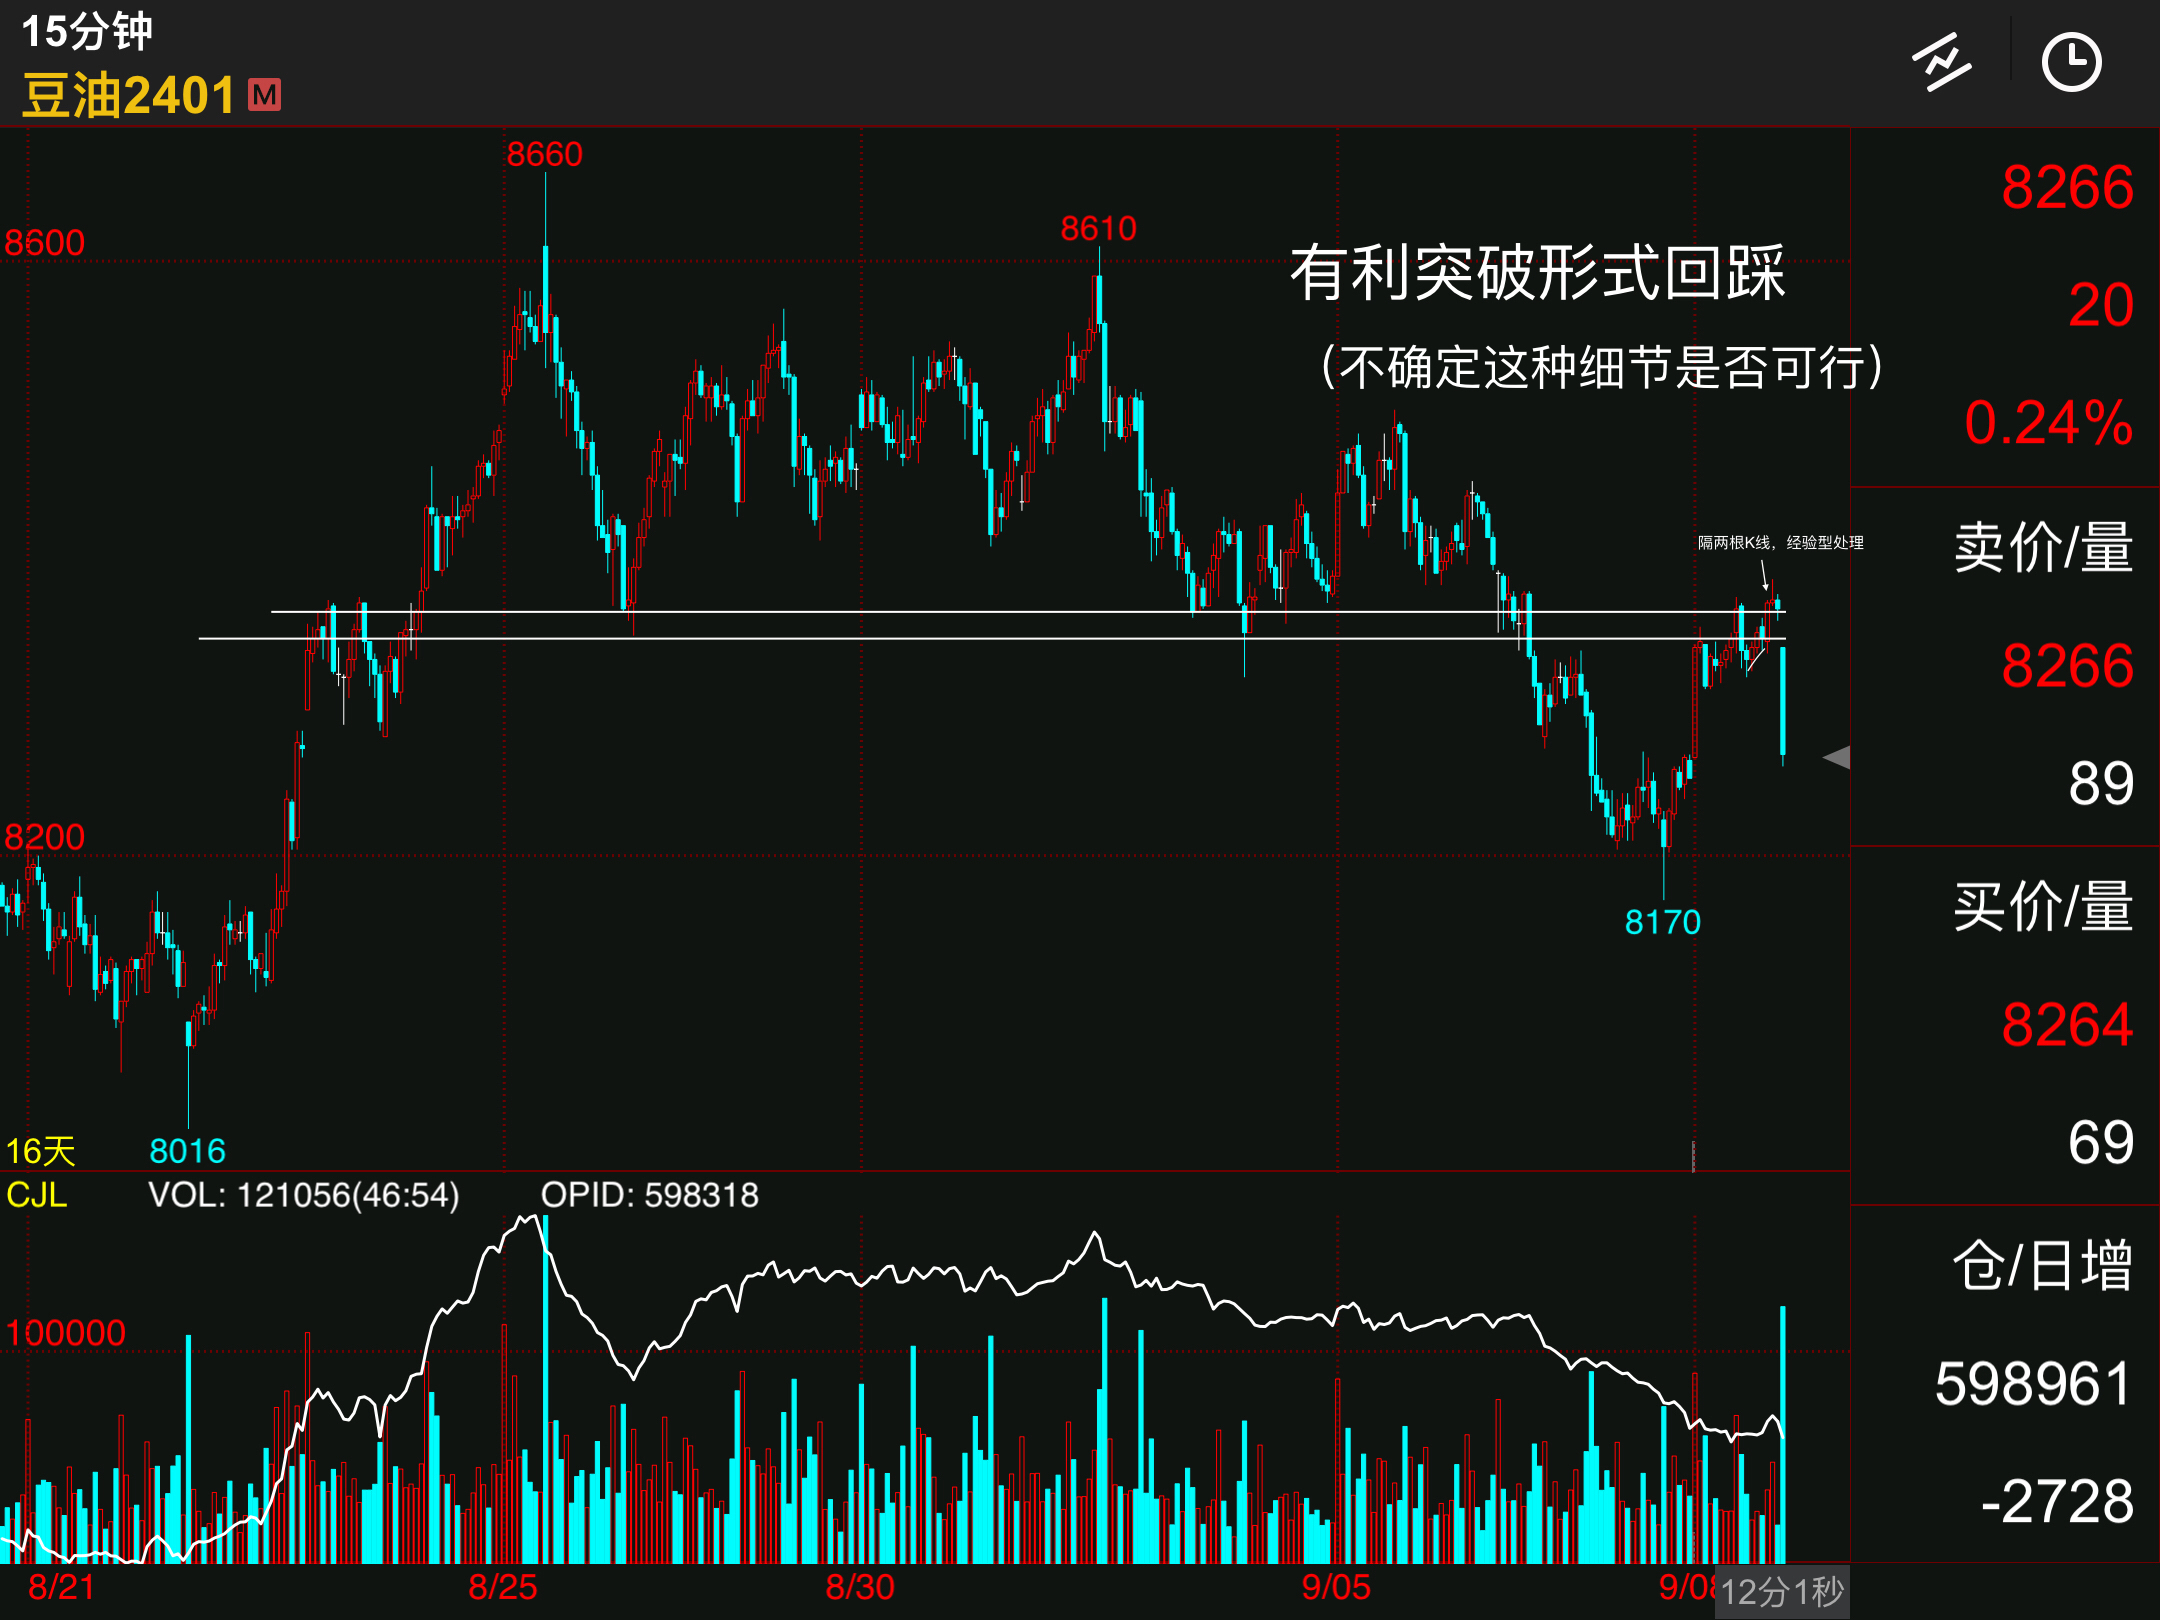 15分钟
豆油2401 M
8660
8600
8610
有利突破形式回踩
（不确定这种细节是否可行）
隔两根K线，经验型处理
8200
8170
16天
8016
CJL VOL: 121056(46:54) OPID: 598318
100000
8/21 8/25 8/30 9/05 9/08
12分1秒
8266
20
0.24%
卖价/量
8266
89
买价/量
8264
69
仓/日增
598961
-2728